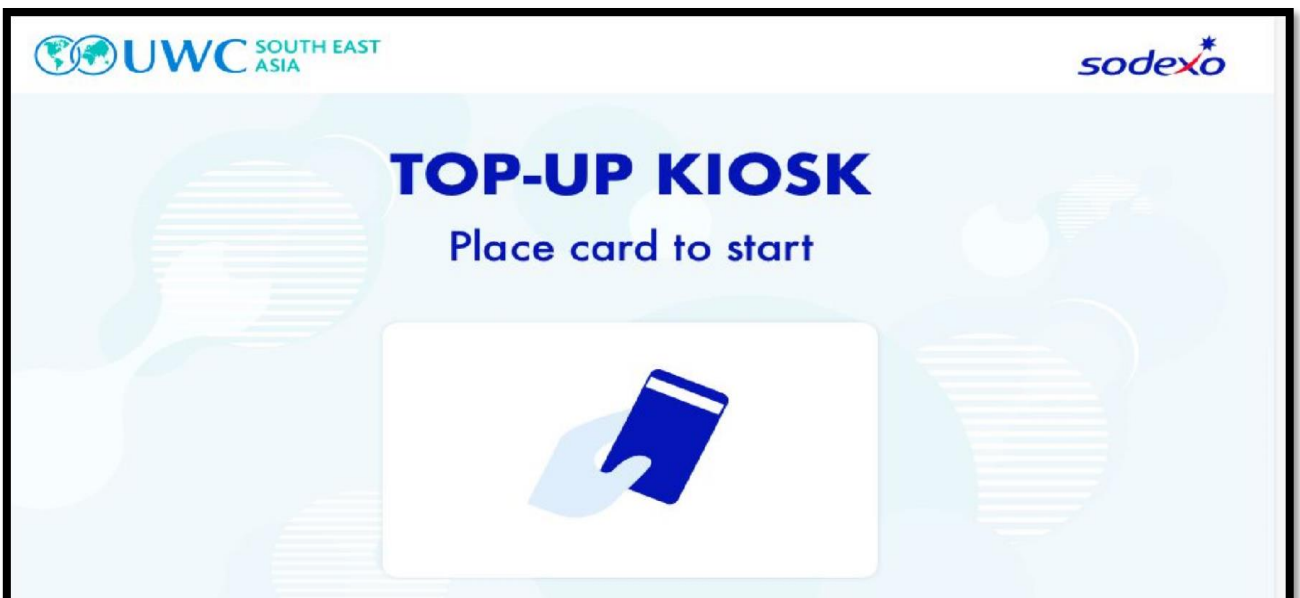 UWC SOUTH EAST
ASIA
sodexo
TOP-UP KIOSK
Place card to start